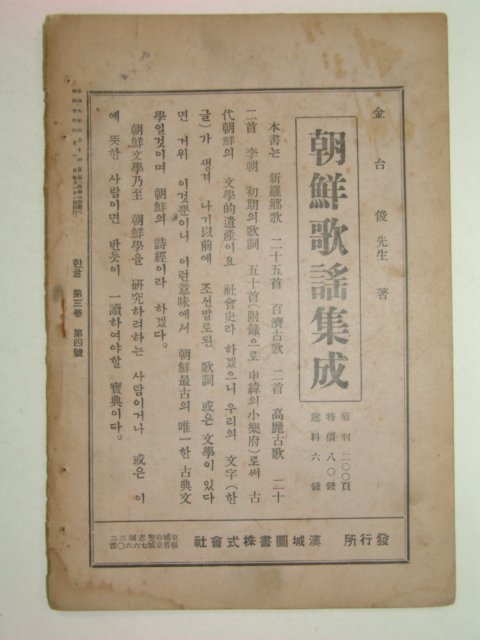 金台俊 先生 著
朝鮮歌謠集成
菊判 二〇〇頁
特價 八〇錢
送料 六錢
本書는 新羅鄕歌 二十五首 百濟古歌 一首 高麗古歌 二十
二首 李朝 初期의 歌詞 五十首(附錄으로 申緯의 小樂府)로써 古
代朝鮮의 文學的遺產이요 社會史라 하겠으니 우리의 文字(한
글)가 생겨 나기以前에 조선말로된 歌詞 或은 文學이 있다
면 거위 이것뿐이니 이런意味에서 朝鮮最古의 唯一한 古典文
學일것이며 朝鮮의 詩經이라 하겠다。
朝鮮文學乃至 朝鮮學을 硏究하려하는 사람이거나 或은 이
에 뜻한 사람이면 반듯이 一讀하여야할 寶典이다。
發行所 漢城圖書株式會社
한글 第三卷 第四號